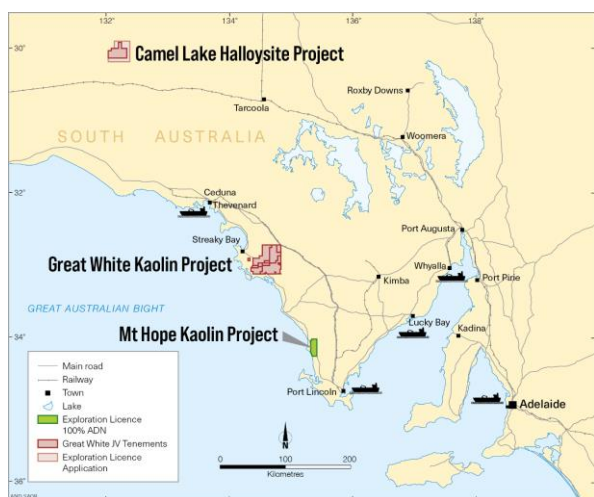 132°
134°
136°
138°
30°
Camel Lake Halloysite Project
Roxby Downs
Tarcoola
SOUTH AUSTRALIA
Woomera
32°
Ceduna
Thevenard
Port Augusta
Streaky Bay
Whyalla
Great White Kaolin Project
Port Pirie
Kimba
GREAT AUSTRALIAN BIGHT
Lucky Bay
Kadina
Mt Hope Kaolin Project
34°
Main road
Railway
Town
Lake
Exploration Licence
100% ADN
Great White JV Tenements
Exploration Licence
Application
Port Lincoln
Adelaide
N
0 100 200
Kilometres
36°